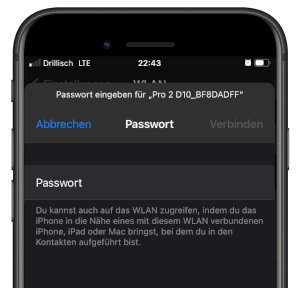 Drillisch LTE 22:43
Einstellungen WLAN
Passwort eingeben für „Pro 2 D10_BF8DADFF“
Abbrechen Passwort Verbinden
Passwort
Du kannst auch auf das WLAN zugreifen, indem du das
iPhone in die Nähe eines mit diesem WLAN verbundenen
iPhone, iPad oder Mac bringst, bei dem du in den
Kontakten aufgeführt bist.